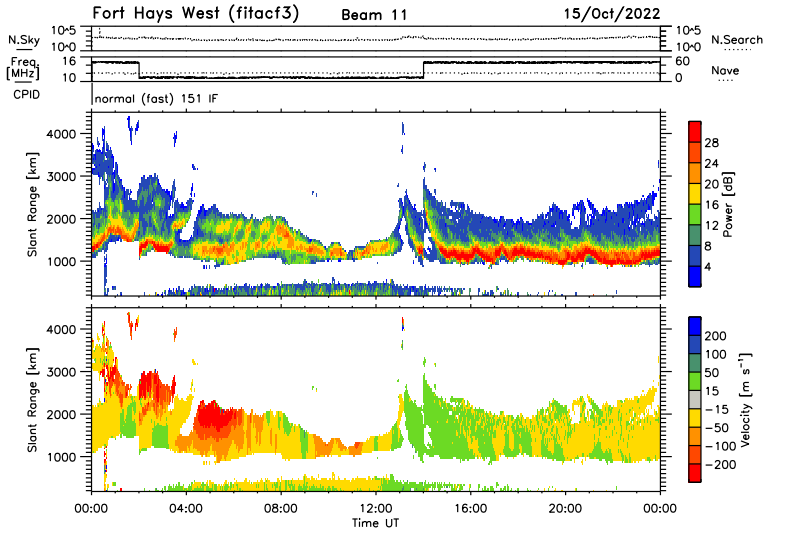 Fort Hays West (fitacf3) Beam 11 15/Oct/2022
N.Sky 10^5 10^0 10^5 10^0 N.Search
Freq. [MHz] 16 10 60 0 Nave
CPID normal (fast) 151 IF
Slant Range [km]
4000
3000
2000
1000
28
24
20
16
12
8
4
Power [dB]
Slant Range [km]
4000
3000
2000
1000
200
100
50
15
-15
-50
-100
-200
Velocity [m s⁻¹]
00:00 04:00 08:00 12:00 16:00 20:00 00:00
Time UT